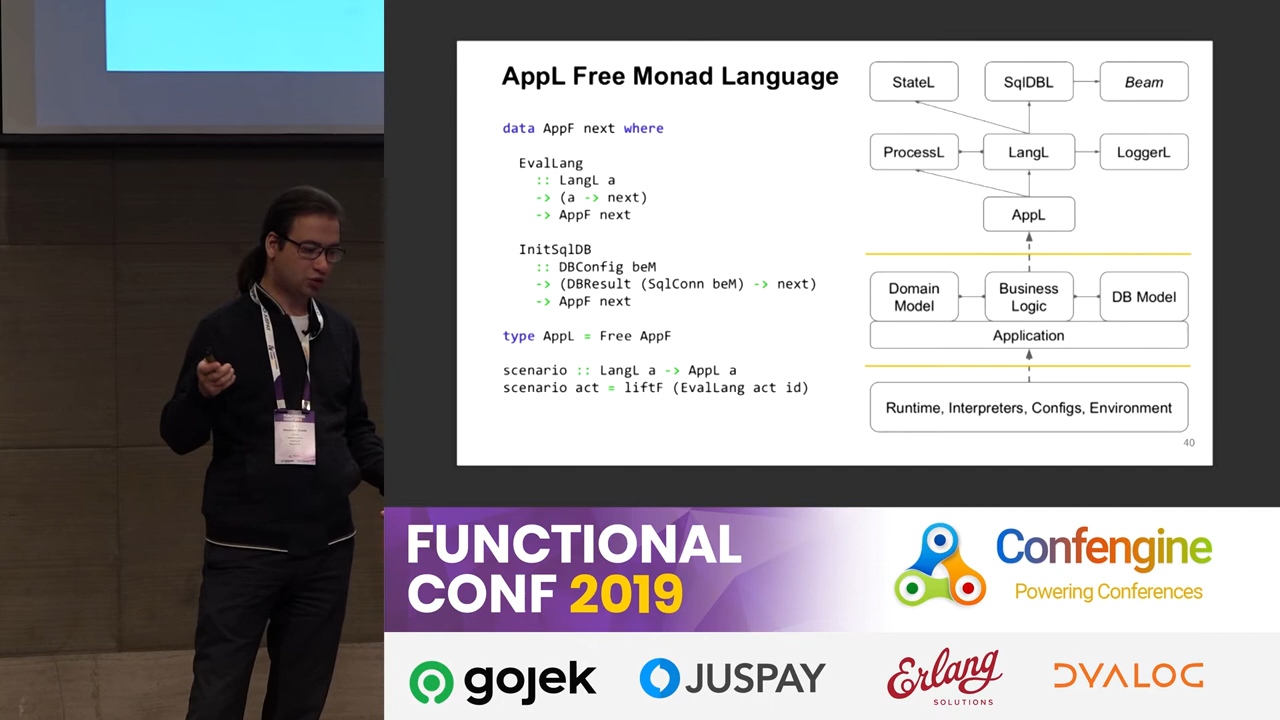 AppL Free Monad Language
data AppF next where
EvalLang
:: LangL a
-> (a -> next)
-> AppF next
InitSqlDB
:: DBConfig beM
-> (DBResult (SqlConn beM) -> next)
-> AppF next
type AppL = Free AppF
scenario :: LangL a -> AppL a
scenario act = liftF (EvalLang act id)
StateL
SqlDBL
Beam
ProcessL
LangL
LoggerL
AppL
Domain
Model
Business
Logic
DB Model
Application
Runtime, Interpreters, Configs, Environment
40
FUNCTIONAL
CONF 2019
Confengine
Powering Conferences
gojek
JUSPAY
Erlang
SOLUTIONS
DYALOG